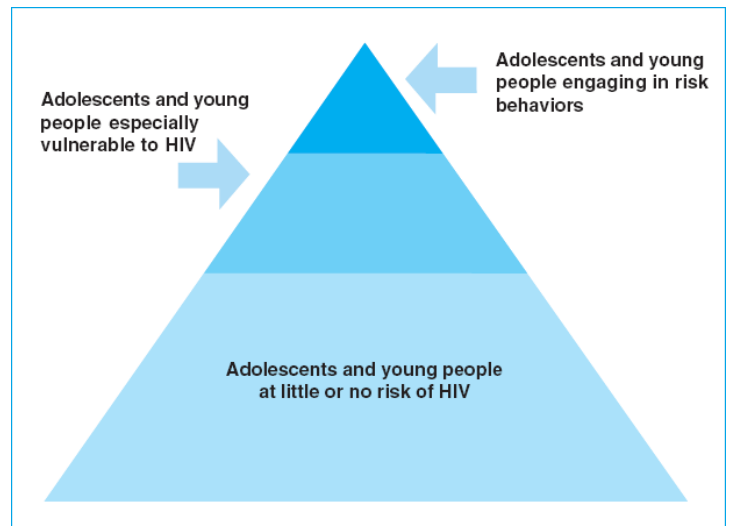 Adolescents and young
people engaging in risk
behaviors
Adolescents and young
people especially
vulnerable to HIV
Adolescents and young people
at little or no risk of HIV